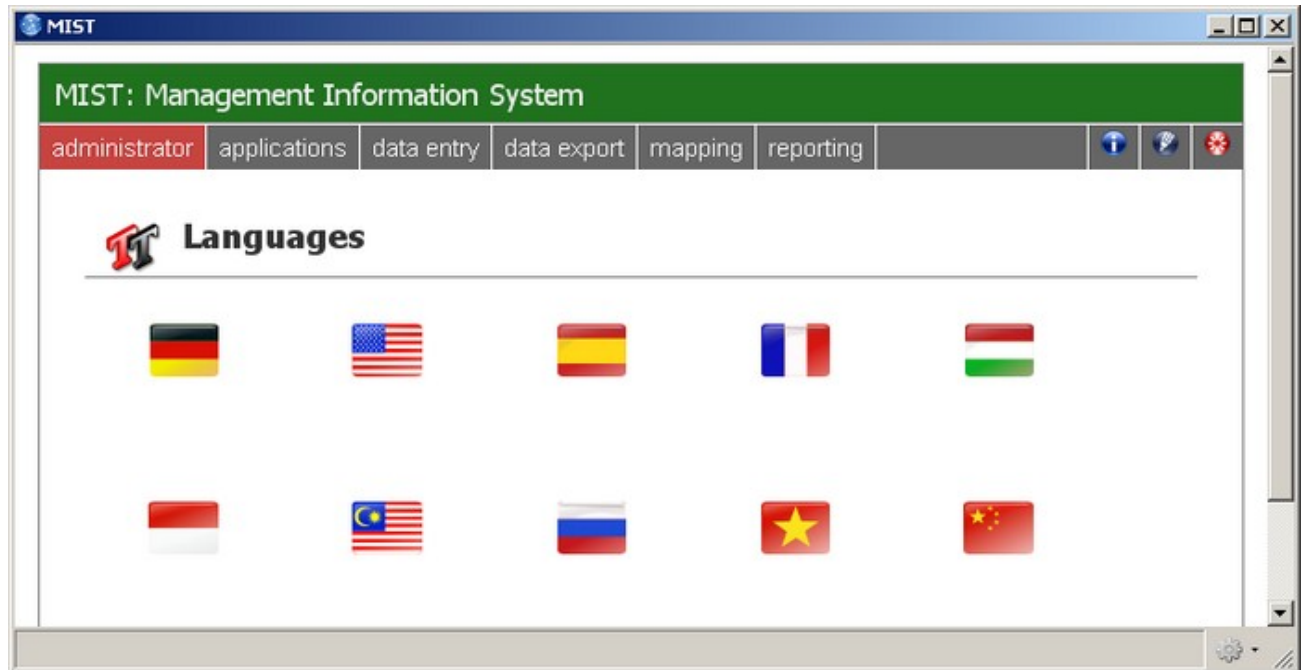 MIST
MIST: Management Information System
administrator applications data entry data export mapping reporting
Languages